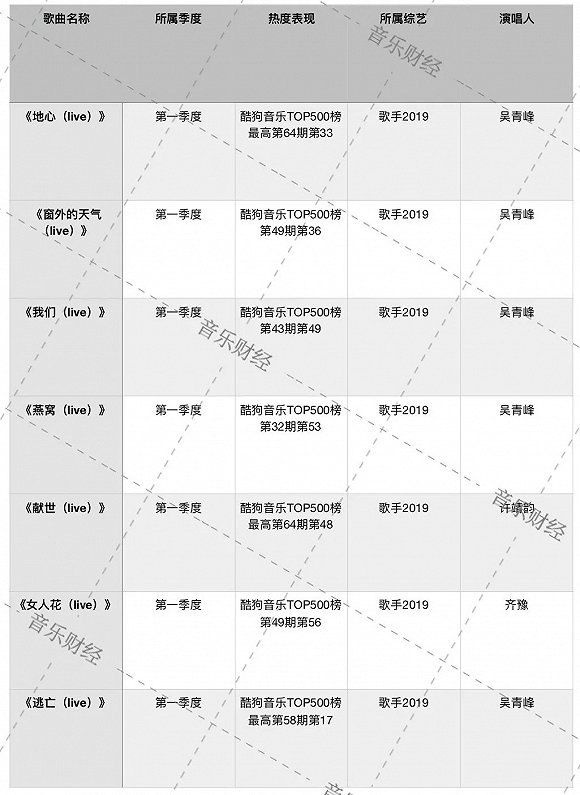 歌曲名称 所属季度 热度表现 所属综艺 演唱人
音乐财经
《地心（live）》 第一季度 酷狗音乐TOP500榜 歌手2019 吴青峰
最高第64期第33
《窗外的天气 第一季度 酷狗音乐TOP500榜 歌手2019 吴青峰
（live）》 第49期第36
《我们（live）》 第一季度 酷狗音乐TOP500榜 歌手2019 吴青峰
第43期第49
音乐财经
《燕窝（live）》 第一季度 酷狗音乐TOP500榜 歌手2019 吴青峰
第32期第53
《献世（live）》 第一季度 酷狗音乐TOP500榜 歌手2019 许靖韵
最高第64期第48
音乐财经
《女人花（live）》 第一季度 酷狗音乐TOP500榜 歌手2019 齐豫
第49期第56
音乐财经
《逃亡（live）》 第一季度 酷狗音乐TOP500榜 歌手2019 吴青峰
最高第58期第17